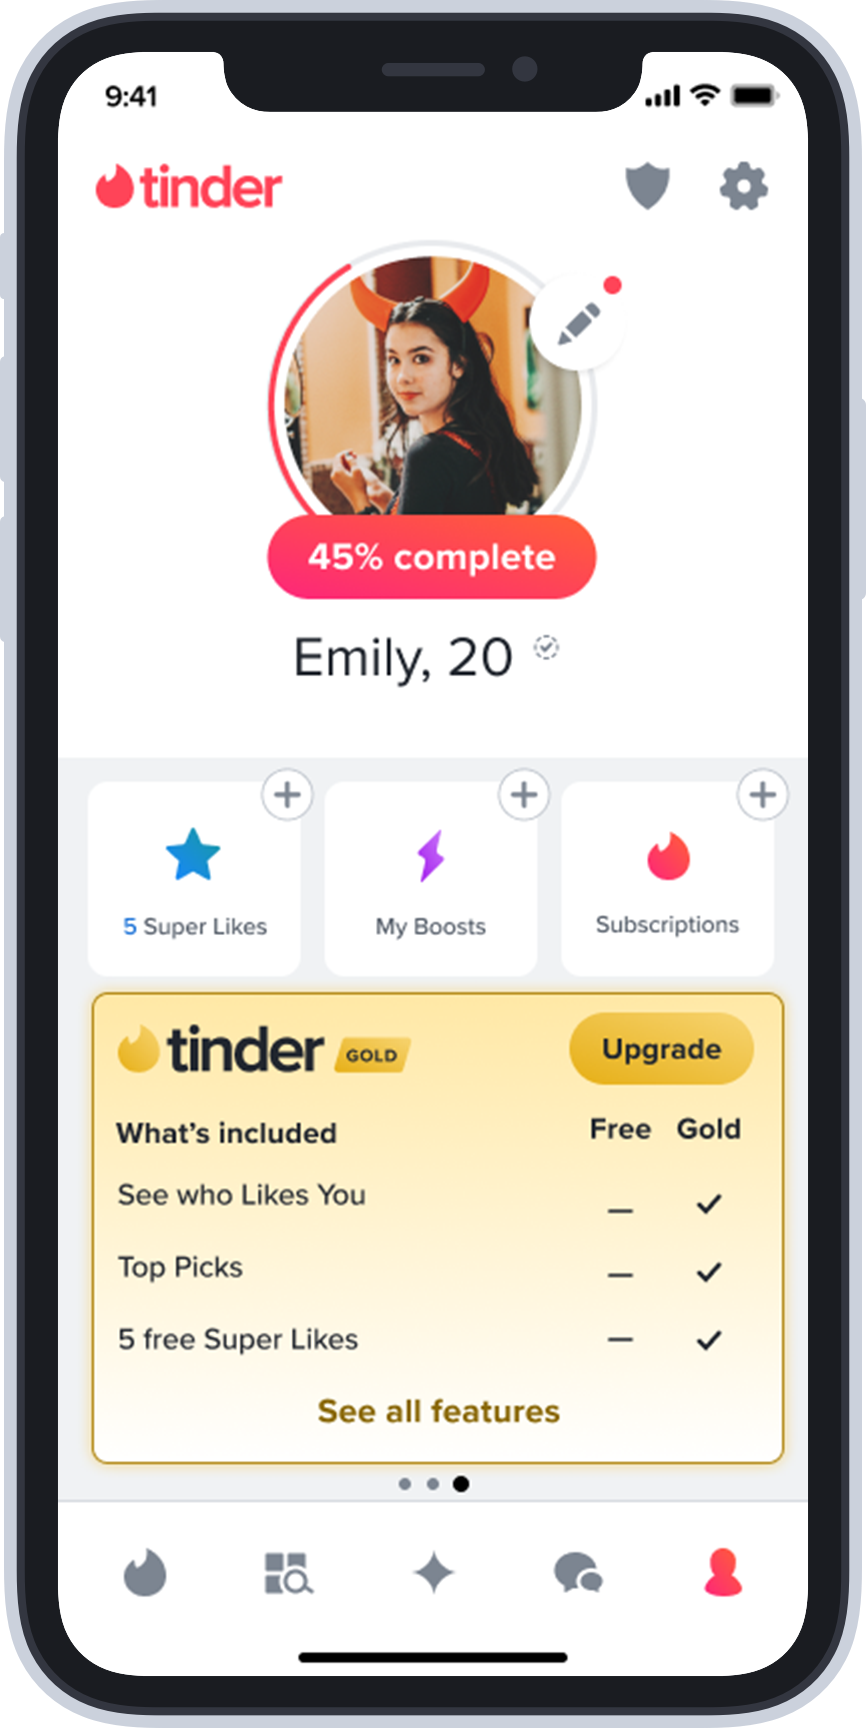 9:41
tinder
45% complete
Emily, 20
5 Super Likes
My Boosts
Subscriptions
tinder GOLD
Upgrade
What's included Free Gold
See who Likes You
Top Picks
5 free Super Likes
See all features